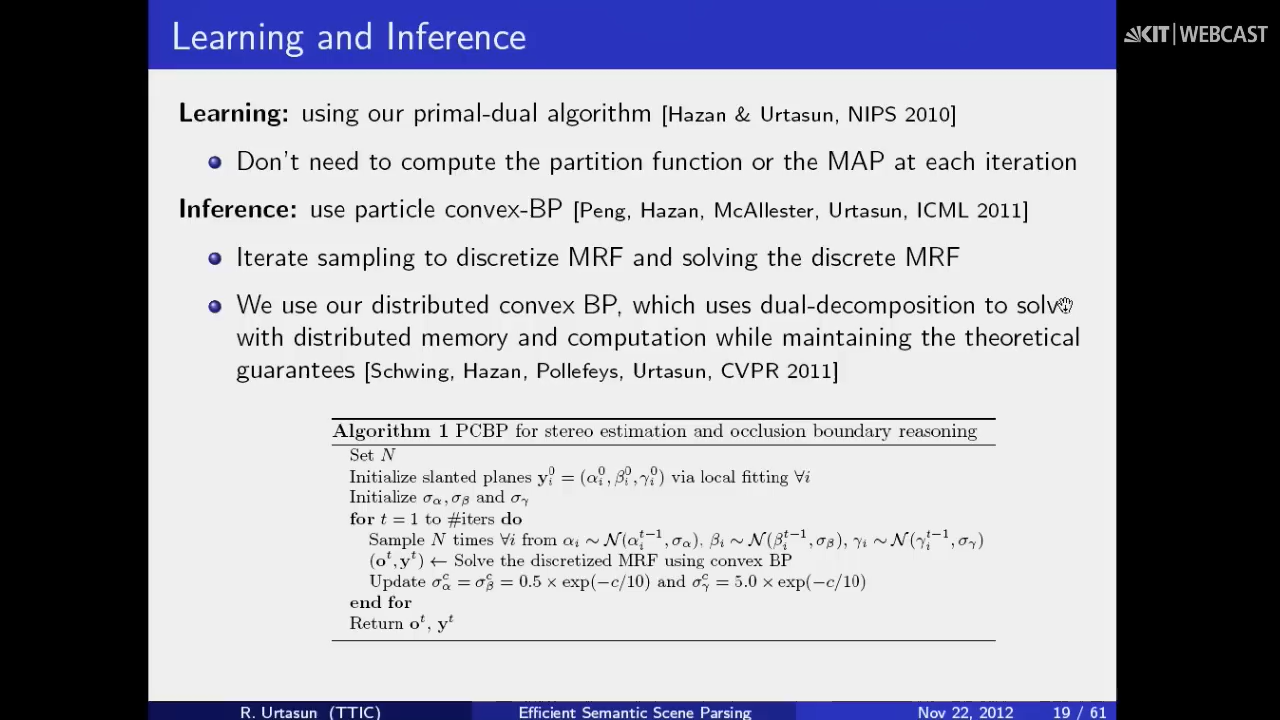 Learning and Inference
KIT | WEBCAST
Learning: using our primal-dual algorithm [Hazan & Urtasun, NIPS 2010]
Don't need to compute the partition function or the MAP at each iteration
Inference: use particle convex-BP [Peng, Hazan, McAllester, Urtasun, ICML 2011]
Iterate sampling to discretize MRF and solving the discrete MRF
We use our distributed convex BP, which uses dual-decomposition to solve
with distributed memory and computation while maintaining the theoretical
guarantees [Schwing, Hazan, Pollefeys, Urtasun, CVPR 2011]
Algorithm 1 PCBP for stereo estimation and occlusion boundary reasoning
Set N
Initialize slanted planes y_i^0 = (α_i^0, β_i^0, γ_i^0) via local fitting ∀i
Initialize σ_α, σ_β and σ_γ
for t = 1 to #iters do
Sample N times ∀i from α_i ∼ N(α_i^{t−1}, σ_α), β_i ∼ N(β_i^{t−1}, σ_β), γ_i ∼ N(γ_i^{t−1}, σ_γ)
(o^t, y^t) ← Solve the discretized MRF using convex BP
Update σ_α^c = σ_β^c = 0.5 × exp(−c/10) and σ_γ^c = 5.0 × exp(−c/10)
end for
Return o^t, y^t
R. Urtasun (TTIC) Efficient Semantic Scene Parsing Nov 22, 2012 19 / 61